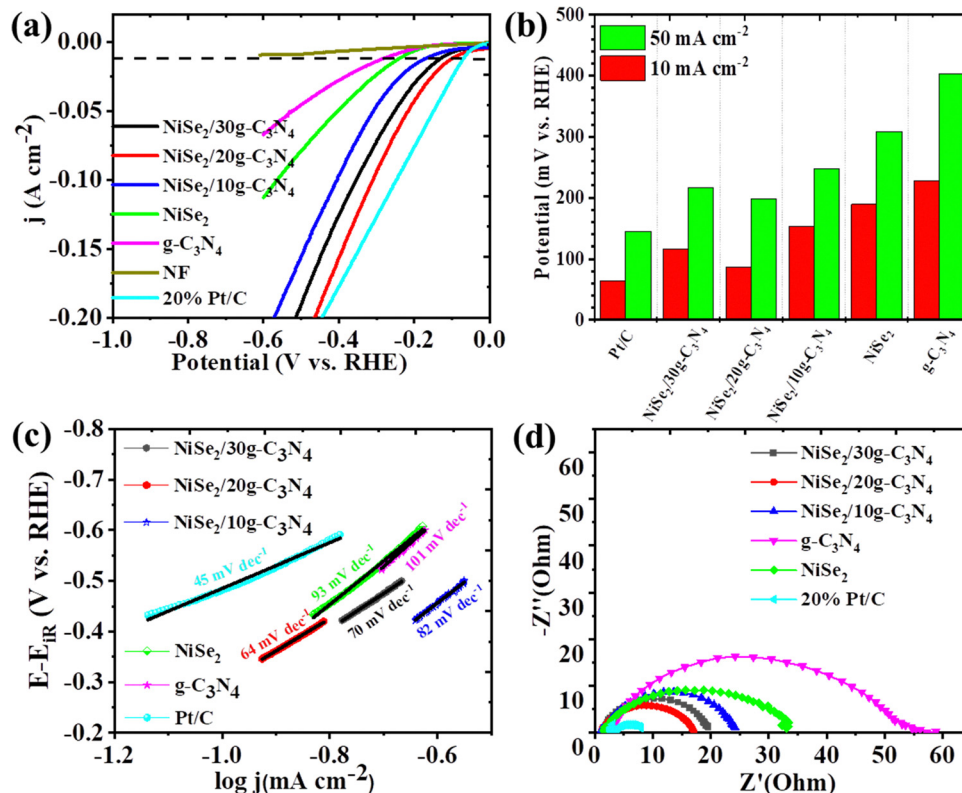 (a)
0.00
-0.05
-0.10
-0.15
-0.20
j (A cm⁻²)
NiSe₂/30g-C₃N₄
NiSe₂/20g-C₃N₄
NiSe₂/10g-C₃N₄
NiSe₂
g-C₃N₄
NF
20% Pt/C
-1.0 -0.8 -0.6 -0.4 -0.2 0.0
Potential (V vs. RHE)
(b)
500
400
300
200
100
0
Potential (mV vs. RHE)
50 mA cm⁻²
10 mA cm⁻²
Pt/C
NiSe₂/30g-C₃N₄
NiSe₂/20g-C₃N₄
NiSe₂/10g-C₃N₄
NiSe₂
g-C₃N₄
(c)
-0.8
-0.7
-0.6
-0.5
-0.4
-0.3
-0.2
E-E_iR (V vs. RHE)
NiSe₂/30g-C₃N₄
NiSe₂/20g-C₃N₄
NiSe₂/10g-C₃N₄
45 mV dec⁻¹
93 mV dec⁻¹
101 mV dec⁻¹
64 mV dec⁻¹
70 mV dec⁻¹
82 mV dec⁻¹
NiSe₂
g-C₃N₄
Pt/C
-1.2 -1.0 -0.8 -0.6
log j(mA cm⁻²)
(d)
60
50
40
30
20
10
0
-Z''(Ohm)
NiSe₂/30g-C₃N₄
NiSe₂/20g-C₃N₄
NiSe₂/10g-C₃N₄
g-C₃N₄
NiSe₂
20% Pt/C
0 10 20 30 40 50 60
Z'(Ohm)